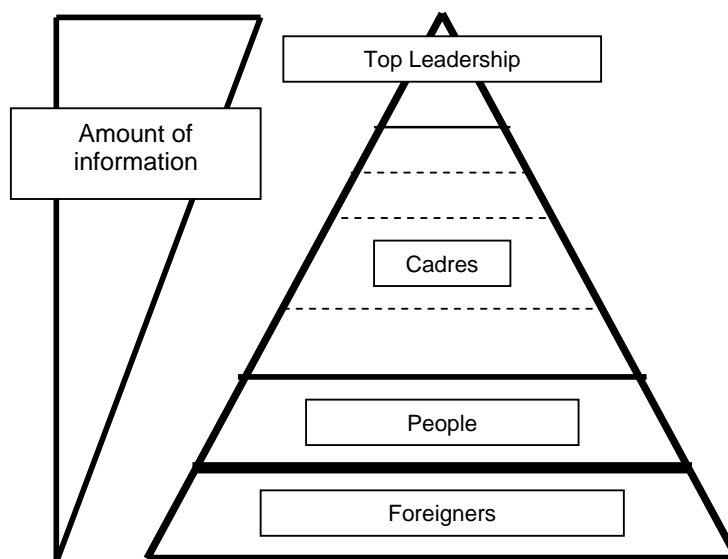 Top Leadership
Amount of
information
Cadres
People
Foreigners